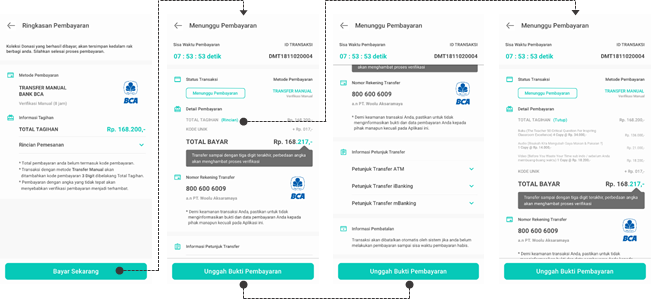 Ringkasan Pembayaran
Koleksi Donasi yang berhasil dibayar, akan tersimpan kedalam rak
berbagi anda. Silahkan selesai proses pembayaran.
Metode Pembayaran
TRANSFER MANUAL
BANK BCA
Verifikasi Manual (8 jam)
BCA
Informasi Tagihan
TOTAL TAGIHAN
Rp. 168.200,-
Rincian Pemesanan
* Total pembayaran anda belum termasuk kode pembayaran.
* Transaksi dengan metode Transfer Manual akan
ditambahkan kode pembayaran 3 Digit dibelakang Total Tagihan.
* Pembayaran dengan angka yang tidak tepat akan
menyebabkan verifikasi pembayaran menjadi terhambat.
Bayar Sekarang
Menunggu Pembayaran
Sisa Waktu Pembayaran
ID TRANSAKSI
07 : 53 : 53 detik
DMT1811020004
Status Transaksi
Metode Pembayaran
Menunggu Pembayaran
TRANSFER MANUAL
Verifikasi Manual
Detail Pembayaran
TOTAL TAGIHAN (Rincian)
Rp. 168.200,-
KODE UNIK
+ Rp. 017,-
TOTAL BAYAR
Rp. 168.217,-
Transfer sampai dengan tiga digit terakhir, perbedaan angka
akan menghambat proses verifikasi
Nomor Rekening Transfer
800 600 6009
a.n PT. Woolu Aksaramaya
BCA
* Demi keamanan transaksi Anda, pastikan untuk tidak
menginformasikan bukti dan data pembayaran Anda kepada
pihak manapun kecuali pada Aplikasi ini
Informasi Petunjuk Transfer
Unggah Bukti Pembayaran
Menunggu Pembayaran
Sisa Waktu Pembayaran
ID TRANSAKSI
07 : 53 : 53 detik
DMT1811020004
akan menghambat proses verifikasi
Nomor Rekening Transfer
800 600 6009
a.n PT. Woolu Aksaramaya
BCA
* Demi keamanan transaksi Anda, pastikan untuk tidak
menginformasikan bukti dan data pembayaran Anda kepada
pihak manapun kecuali pada Aplikasi ini
Informasi Petunjuk Transfer
Petunjuk Transfer ATM
Petunjuk Transfer iBanking
Petunjuk Transfer mBanking
Informasi Pembatalan
Transaksi akan dibatalkan otomatis oleh sistem jika anda belum
melakukan pembayaran sampai sisa waktu pembayaran habis.
Unggah Bukti Pembayaran
Menunggu Pembayaran
Sisa Waktu Pembayaran
ID TRANSAKSI
07 : 53 : 53 detik
DMT1811020004
Status Transaksi
Metode Pembayaran
Menunggu Pembayaran
TRANSFER MANUAL
Verifikasi Manual
Detail Pembayaran
TOTAL TAGIHAN (Tutup)
Rp. 168.200,-
KODE UNIK
+ Rp. 017,-
TOTAL BAYAR
Rp. 168.217,-
Transfer sampai dengan tiga digit terakhir, perbedaan angka
akan menghambat proses verifikasi
Nomor Rekening Transfer
800 600 6009
a.n PT. Woolu Aksaramaya
BCA
* Demi keamanan transaksi Anda, pastikan untuk tidak
Unggah Bukti Pembayaran